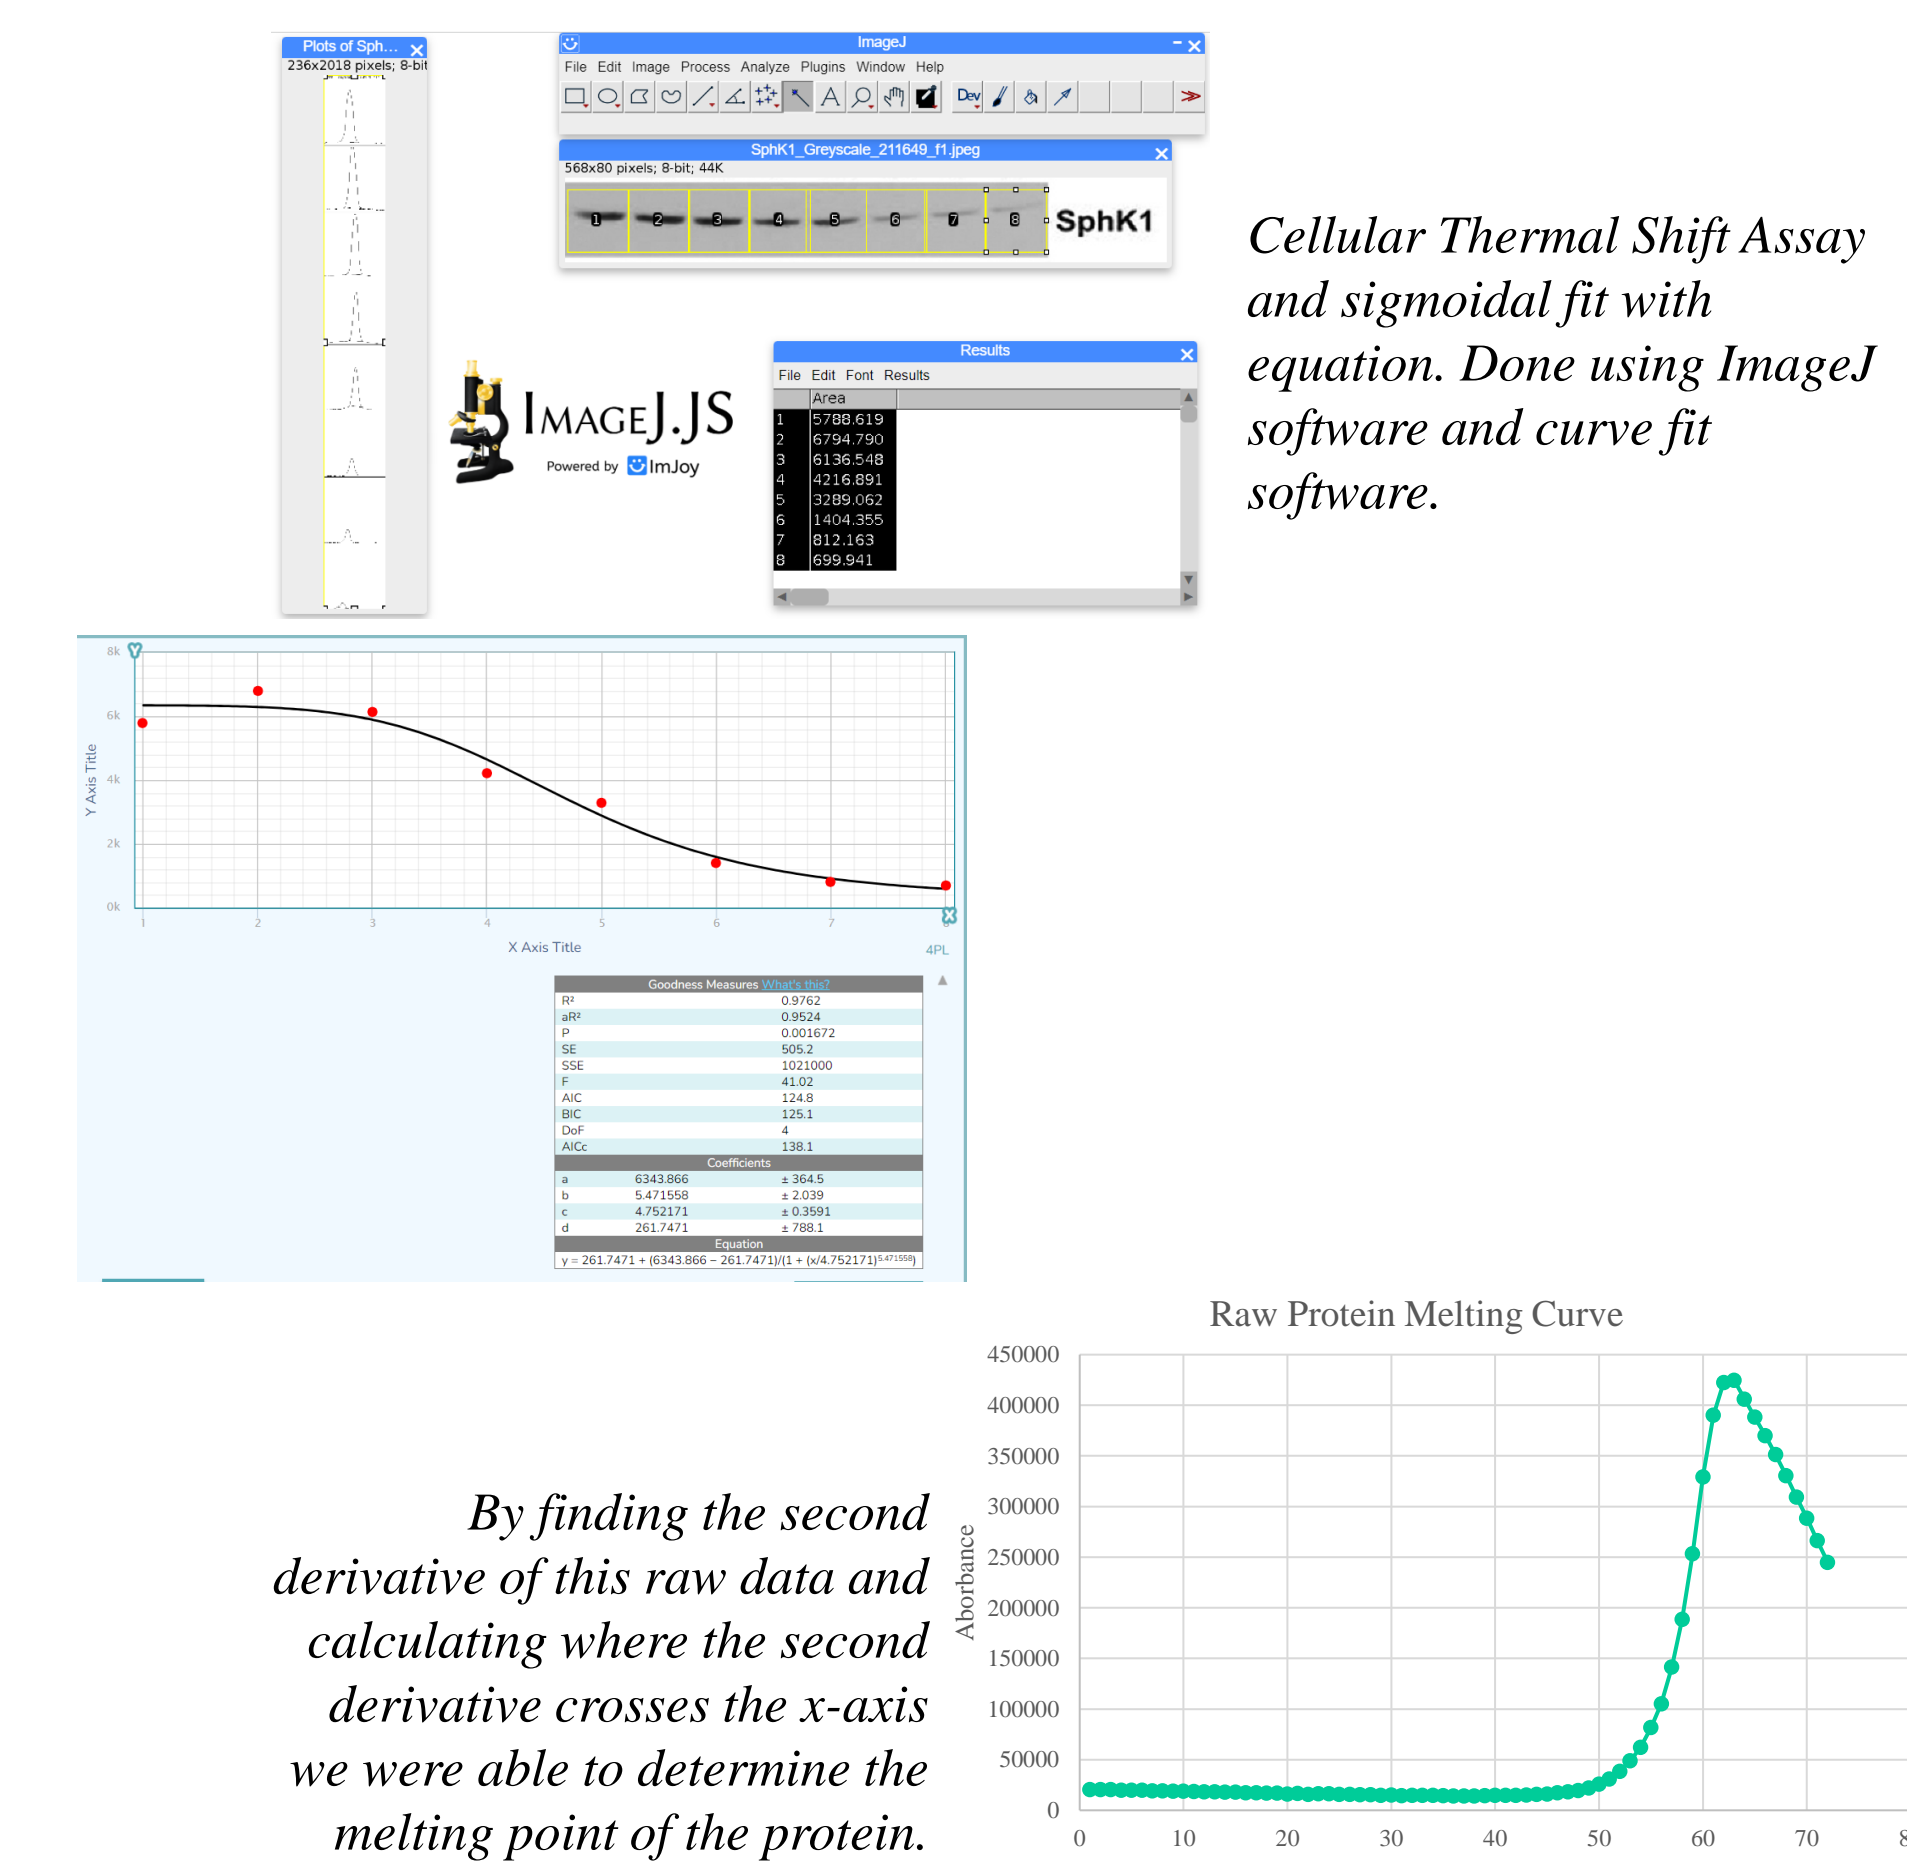 Plots of Sph...
236x2018 pixels; 8-bit
ImageJ
File Edit Image Process Analyze Plugins Window Help
Dev
SphK1_Greyscale_211649_f1.jpeg
568x80 pixels; 8-bit; 44K
1 2 3 4 5 6 7 8 SphK1
Cellular Thermal Shift Assay
and sigmoidal fit with
equation. Done using ImageJ
software and curve fit
software.
IMAGEJ.JS
Powered by ImJoy
Results
File Edit Font Results
Area
1 5788.619
2 6794.790
3 6136.548
4 4216.891
5 3289.062
6 1404.355
7 812.163
8 699.941
Y
8k
6k
4k
2k
0k
Y Axis Title
1 2 3 4 5 6 7
X
X Axis Title
4PL
Goodness Measures What's this?
R² 0.9762
aR² 0.9524
P 0.001672
SE 505.2
SSE 1021000
F 41.02
AIC 124.8
BIC 125.1
DoF 4
AICc 138.1
Coefficients
a 6343.866 ± 364.5
b 5.471558 ± 2.039
c 4.752171 ± 0.3591
d 261.7471 ± 788.1
Equation
y = 261.7471 + (6343.866 − 261.7471)/(1 + (x/4.752171)^5.471558)
By finding the second
derivative of this raw data and
calculating where the second
derivative crosses the x-axis
we were able to determine the
melting point of the protein.
Raw Protein Melting Curve
450000
400000
350000
300000
250000
200000
150000
100000
50000
0
Aborbance
0 10 20 30 40 50 60 70